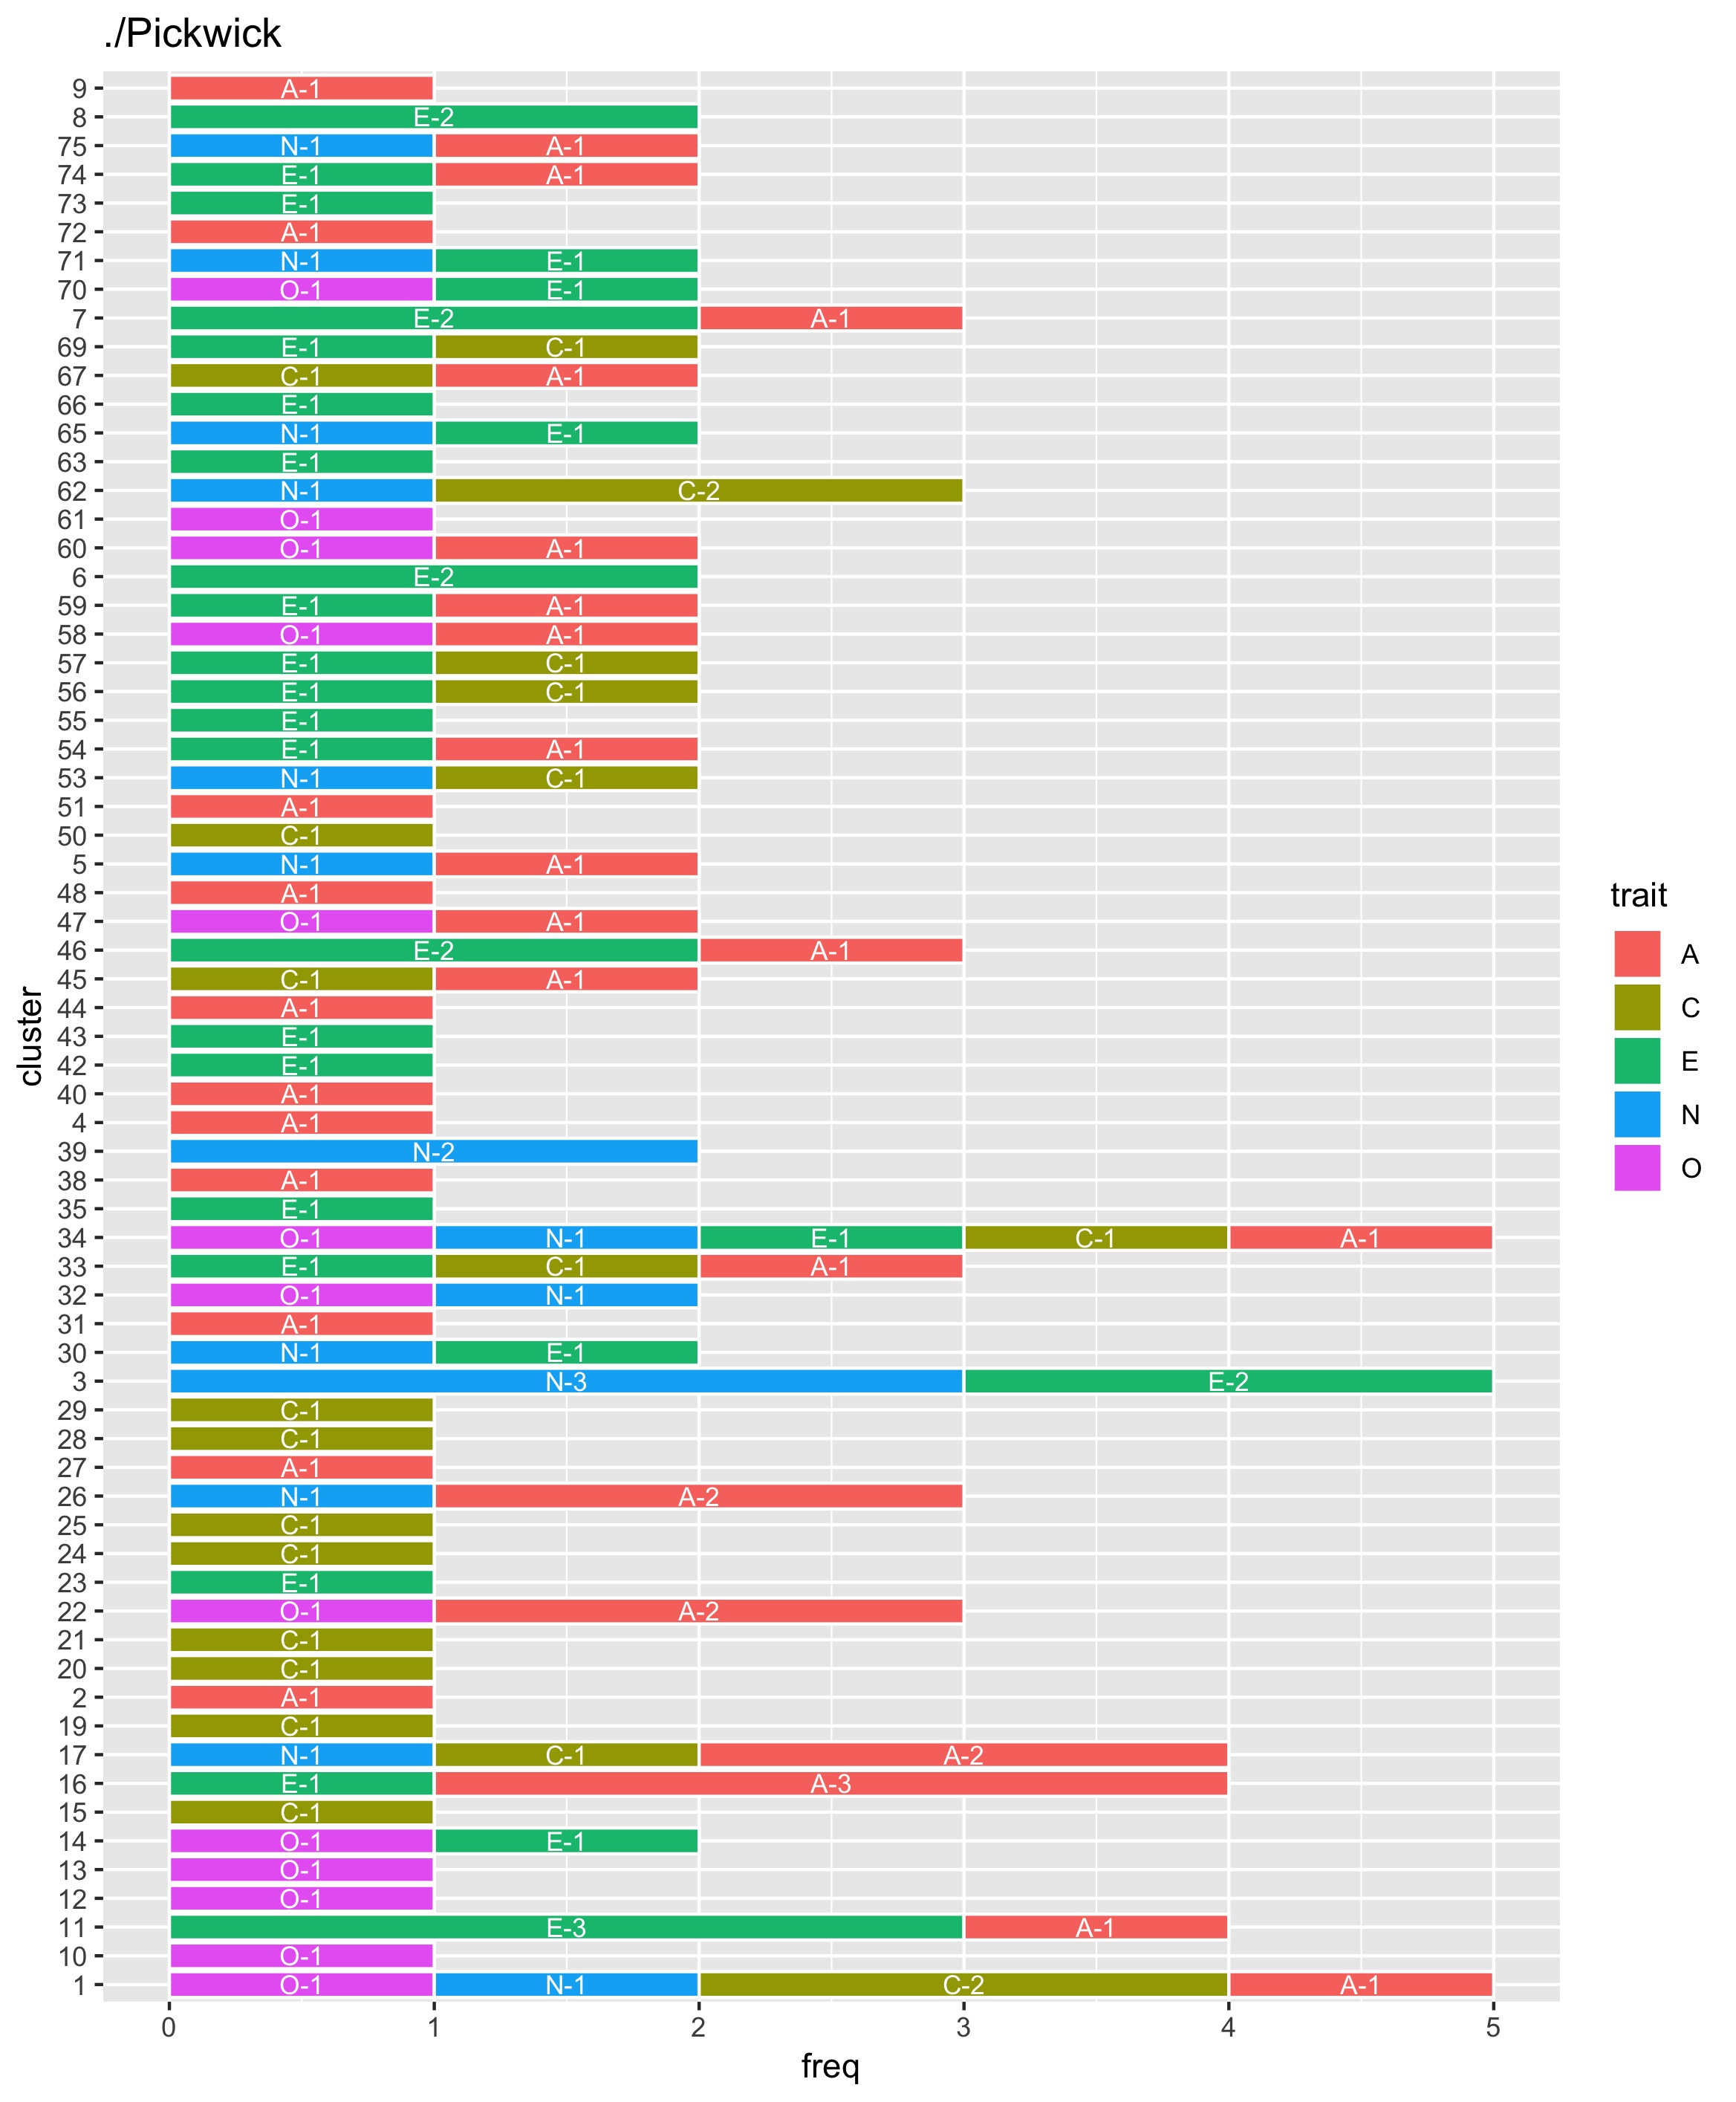 ./Pickwick
9 A-1
8 E-2
75 N-1 A-1
74 E-1 A-1
73 E-1
72 A-1
71 N-1 E-1
70 O-1 E-1
7 E-2 A-1
69 E-1 C-1
67 C-1 A-1
66 E-1
65 N-1 E-1
63 E-1
62 N-1 C-2
61 O-1
60 O-1 A-1
6 E-2
59 E-1 A-1
58 O-1 A-1
57 E-1 C-1
56 E-1 C-1
55 E-1
54 E-1 A-1
53 N-1 C-1
51 A-1
50 C-1
5 N-1 A-1
48 A-1
47 O-1 A-1
46 E-2 A-1
45 C-1 A-1
44 A-1
43 E-1
42 E-1
40 A-1
4 A-1
39 N-2
38 A-1
35 E-1
34 O-1 N-1 E-1 C-1 A-1
33 E-1 C-1 A-1
32 O-1 N-1
31 A-1
30 N-1 E-1
3 N-3 E-2
29 C-1
28 C-1
27 A-1
26 N-1 A-2
25 C-1
24 C-1
23 E-1
22 O-1 A-2
21 C-1
20 C-1
2 A-1
19 C-1
17 N-1 C-1 A-2
16 E-1 A-3
15 C-1
14 O-1 E-1
13 O-1
12 O-1
11 E-3 A-1
10 O-1
1 O-1 N-1 C-2 A-1
0 1 2 3 4 5
freq
cluster
trait
A
C
E
N
O